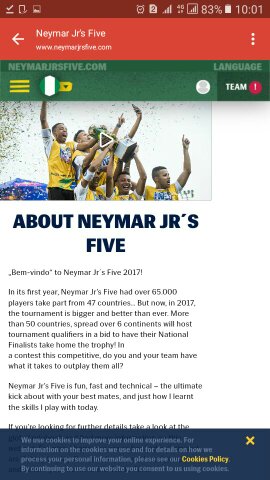 83% 10:01
Neymar Jr's Five
www.neymarjrsfive.com
NEYMARJRSFIVE.COM LANGUAGE
TEAM !
ABOUT NEYMAR JR´S
FIVE
„Bem-vindo“ to Neymar Jr´s Five 2017!
In its first year, Neymar Jr's Five had over 65.000
players take part from 47 countries... But now, in 2017,
the tournament is bigger and better than ever. More
than 50 countries, spread over 6 continents will host
tournament qualifiers in a bid to have their National
Finalists take home the trophy! In
a contest this competitive, do you and your team have
what it takes to outplay them all?
Neymar Jr's Five is fun, fast and technical – the ultimate
kick about with your best mates, and just how I learnt
the skills I play with today.
If you're looking for further details take a look at the
We use cookies to improve your online experience. For
information on the cookies we use and for details on how we
process your personal information, please see our Cookies Policy.
By continuing to use our website you consent to us using cookies.